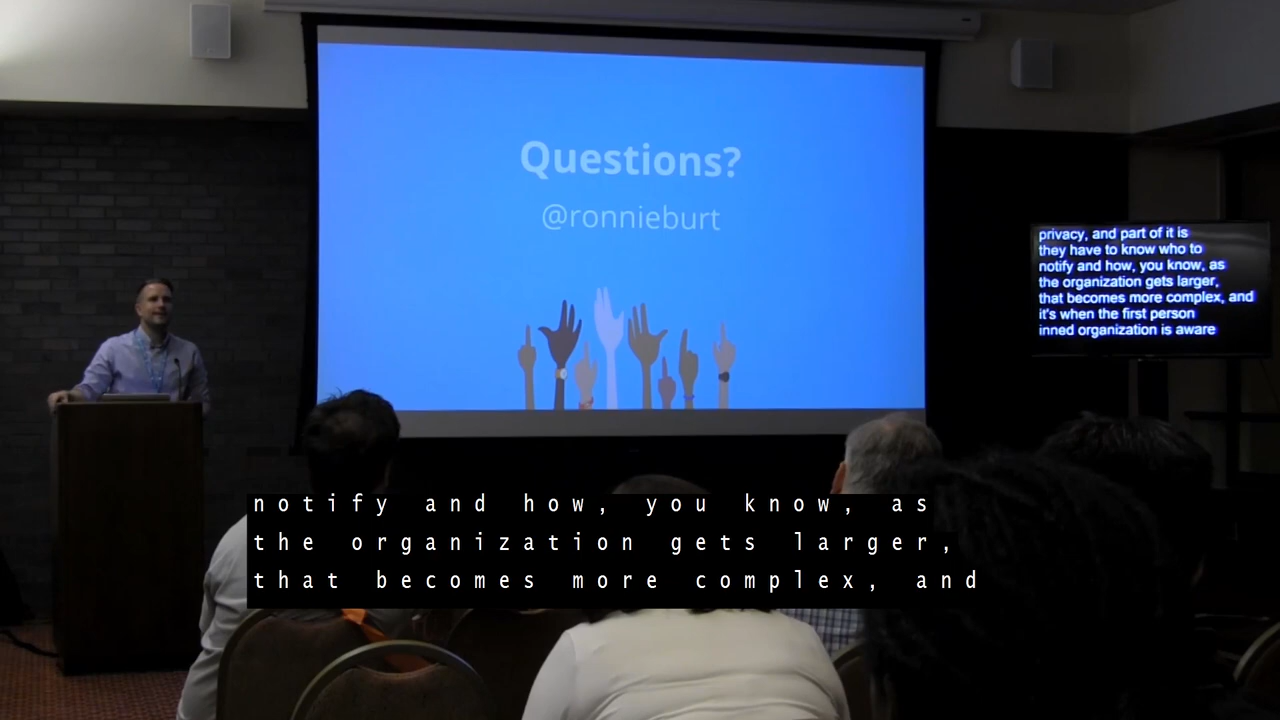 Questions?
@ronnieburt
privacy, and part of it is
they have to know who to
notify and how, you know, as
the organization gets larger,
that becomes more complex, and
it's when the first person
inned organization is aware
notify and how, you know, as
the organization gets larger,
that becomes more complex, and